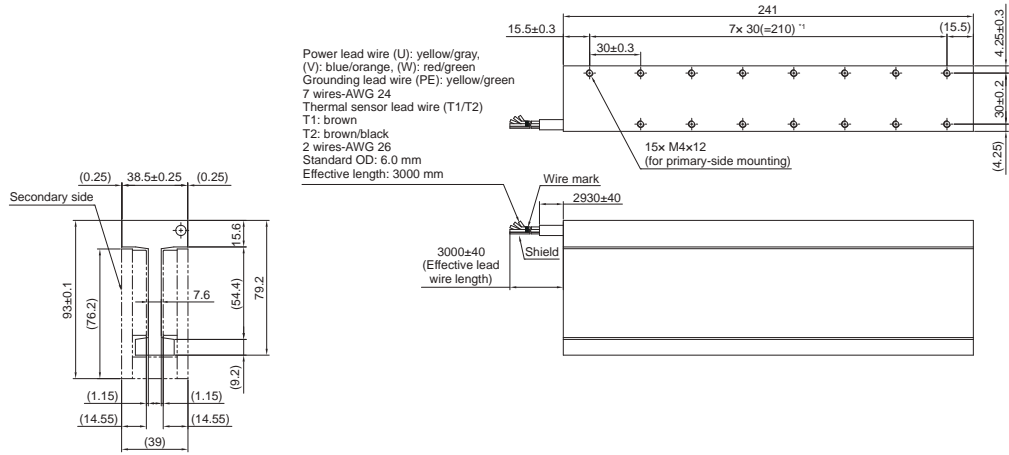 241
15.5±0.3
7× 30(=210) *1
(15.5)
4.25±0.3
30±0.3
30±0.2
(4.25)
Power lead wire (U): yellow/gray,
(V): blue/orange, (W): red/green
Grounding lead wire (PE): yellow/green
7 wires-AWG 24
Thermal sensor lead wire (T1/T2)
T1: brown
T2: brown/black
2 wires-AWG 26
Standard OD: 6.0 mm
Effective length: 3000 mm
15× M4×12
(for primary-side mounting)
(0.25)
38.5±0.25
(0.25)
Secondary side
Wire mark
2930±40
Shield
3000±40
(Effective lead
wire length)
15.6
93±0.1
(76.2)
7.6
(54.4)
79.2
(9.2)
(1.15)
(1.15)
(14.55)
(14.55)
(39)